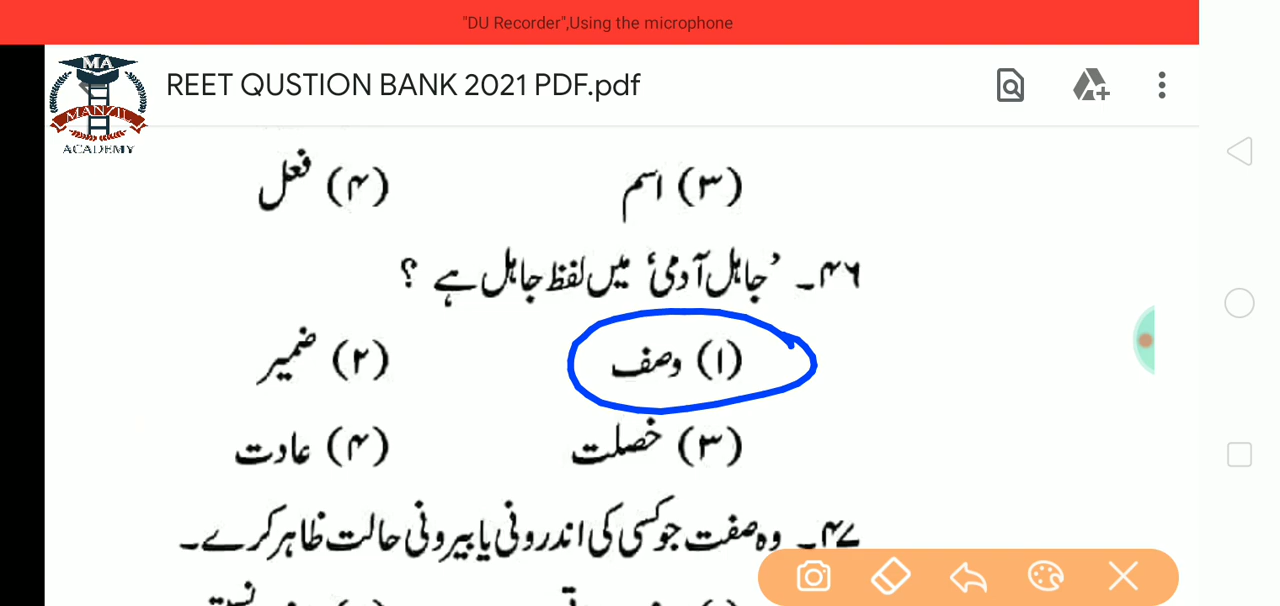 "DU Recorder",Using the microphone
MA
MANZIL
ACADEMY
REET QUSTION BANK 2021 PDF.pdf
(۳) اسم (۴) فعل
۴۶۔ ’جاہل آدمی‘ میں لفظ جاہل ہے ؟
(۱) وصف (۲) ضمیر
(۳) خصلت (۴) عادت
۴۷۔ وہ صفت جو کسی کی اندرونی یا بیرونی حالت ظاہر کرے۔